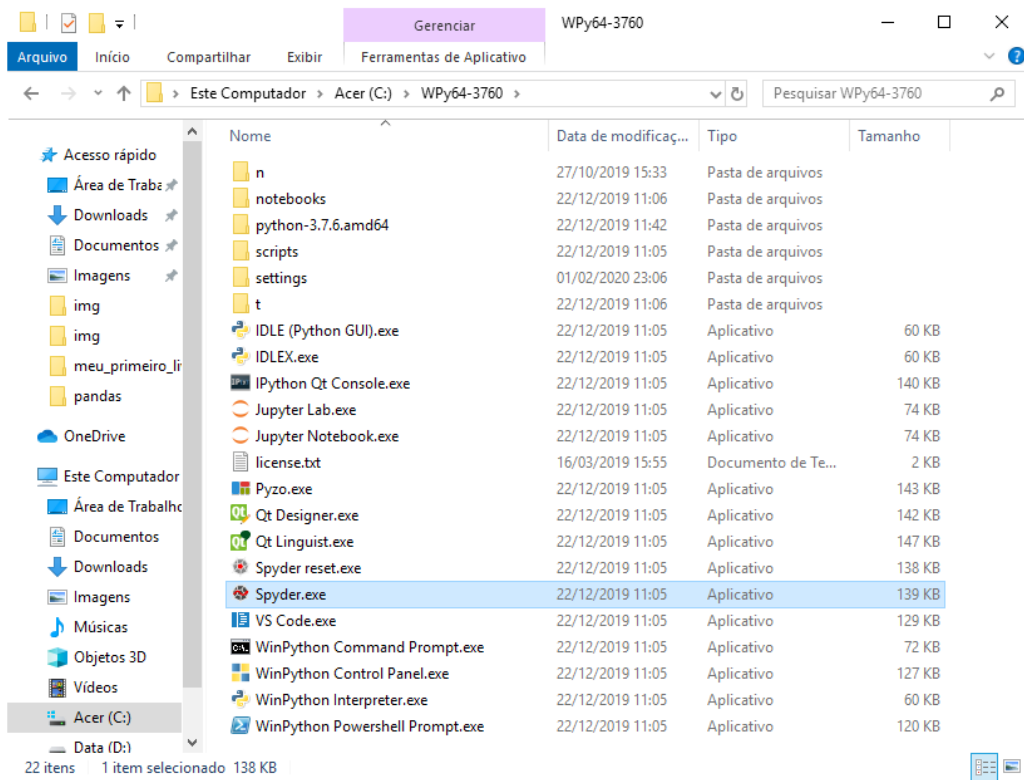 Gerenciar WPy64-3760
Arquivo Início Compartilhar Exibir Ferramentas de Aplicativo ?
Este Computador > Acer (C:) > WPy64-3760 > Pesquisar WPy64-3760
Nome Data de modificaç... Tipo Tamanho
Acesso rápido
Área de Traba
Downloads
Documentos
Imagens
img
img
meu_primeiro_li
pandas
OneDrive
Este Computador
Área de Trabalho
Documentos
Downloads
Imagens
Músicas
Objetos 3D
Vídeos
Acer (C:)
Data (D:)
n 27/10/2019 15:33 Pasta de arquivos
notebooks 22/12/2019 11:06 Pasta de arquivos
python-3.7.6.amd64 22/12/2019 11:42 Pasta de arquivos
scripts 22/12/2019 11:05 Pasta de arquivos
settings 01/02/2020 23:06 Pasta de arquivos
t 22/12/2019 11:06 Pasta de arquivos
IDLE (Python GUI).exe 22/12/2019 11:05 Aplicativo 60 KB
IDLEX.exe 22/12/2019 11:05 Aplicativo 60 KB
IPython Qt Console.exe 22/12/2019 11:05 Aplicativo 140 KB
Jupyter Lab.exe 22/12/2019 11:05 Aplicativo 74 KB
Jupyter Notebook.exe 22/12/2019 11:05 Aplicativo 74 KB
license.txt 16/03/2019 15:55 Documento de Te... 2 KB
Pyzo.exe 22/12/2019 11:05 Aplicativo 143 KB
Qt Designer.exe 22/12/2019 11:05 Aplicativo 142 KB
Qt Linguist.exe 22/12/2019 11:05 Aplicativo 147 KB
Spyder reset.exe 22/12/2019 11:05 Aplicativo 138 KB
Spyder.exe 22/12/2019 11:05 Aplicativo 139 KB
VS Code.exe 22/12/2019 11:05 Aplicativo 129 KB
WinPython Command Prompt.exe 22/12/2019 11:05 Aplicativo 72 KB
WinPython Control Panel.exe 22/12/2019 11:05 Aplicativo 127 KB
WinPython Interpreter.exe 22/12/2019 11:05 Aplicativo 60 KB
WinPython Powershell Prompt.exe 22/12/2019 11:05 Aplicativo 120 KB
22 itens 1 item selecionado 138 KB